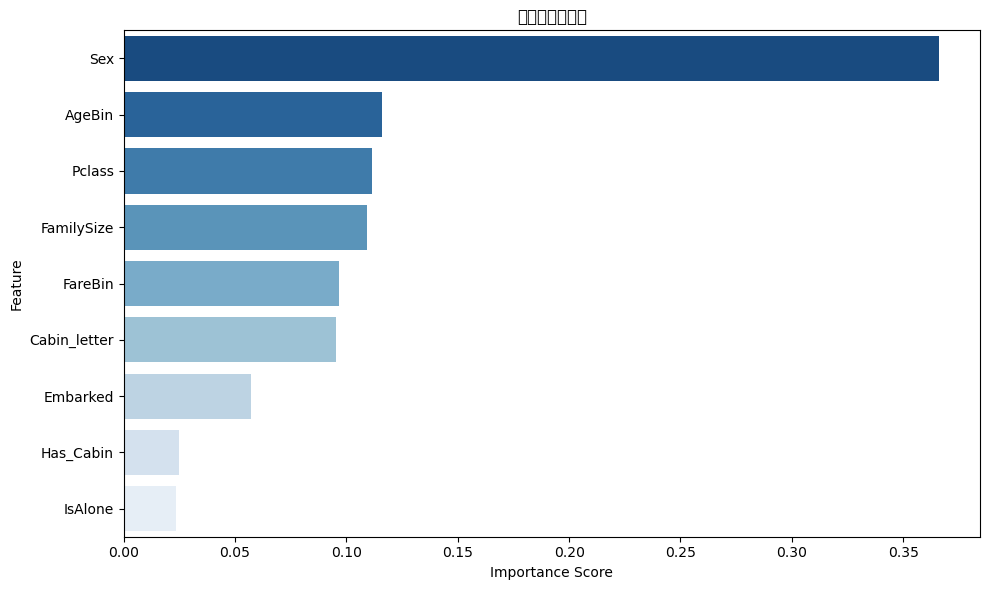 Sex
AgeBin
Pclass
FamilySize
FareBin
Cabin_letter
Embarked
Has_Cabin
IsAlone
Feature
0.00 0.05 0.10 0.15 0.20 0.25 0.30 0.35
Importance Score